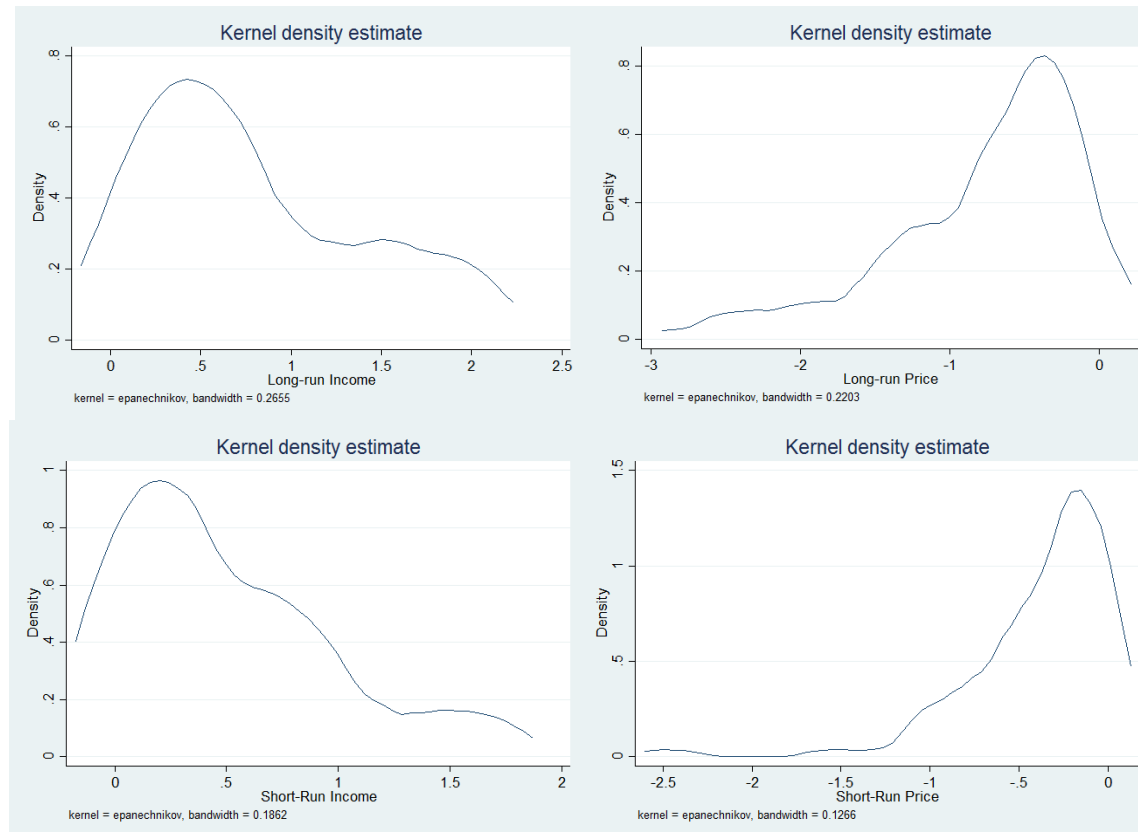 Kernel density estimate
Density
0
.2
.4
.6
.8
0
.5
1
1.5
2
2.5
Long-run Income
kernel = epanechnikov, bandwidth = 0.2655
Kernel density estimate
Density
0
.2
.4
.6
.8
-3
-2
-1
0
Long-run Price
kernel = epanechnikov, bandwidth = 0.2203
Kernel density estimate
Density
0
.2
.4
.6
.8
1
0
.5
1
1.5
2
Short-Run Income
kernel = epanechnikov, bandwidth = 0.1862
Kernel density estimate
Density
0
.5
1
1.5
-2.5
-2
-1.5
-1
-.5
0
Short-Run Price
kernel = epanechnikov, bandwidth = 0.1266